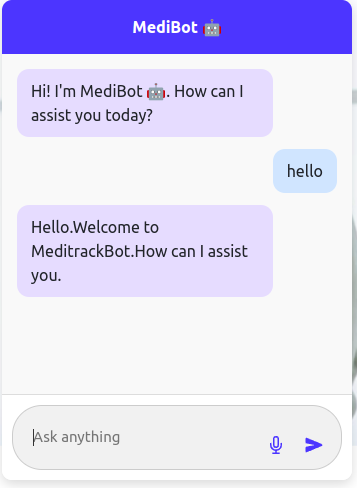 MediBot 🤖
Hi! I'm MediBot 🤖. How can I
assist you today?
hello
Hello.Welcome to
MeditrackBot.How can I assist
you.
Ask anything